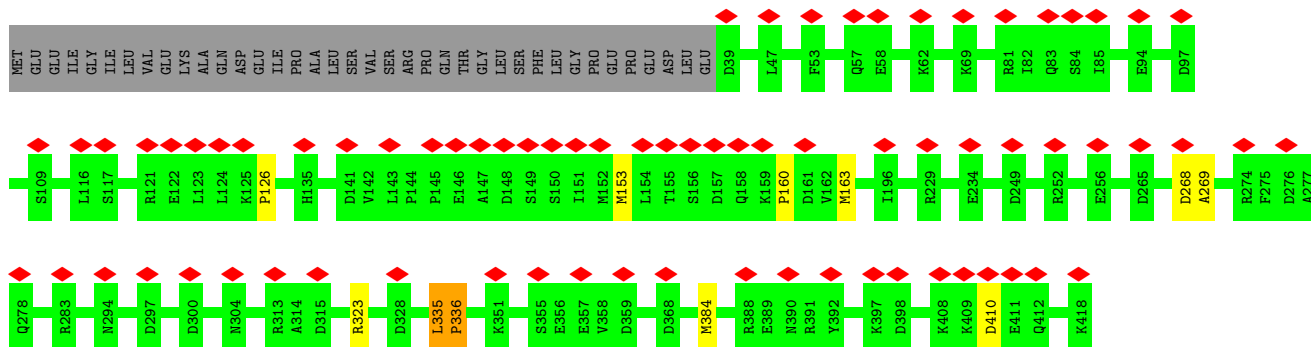 MET GLU GLU ILE GLY ILE LEU VAL GLU LYS ALA GLN ASP GLU ILE PRO ALA LEU SER VAL SER ARG PRO GLN THR GLY LEU SER PHE LEU GLY PRO GLU PRO GLU ASP LEU GLU D39 L47 F53 Q57 E58 K62 K69 R81 I82 Q83 S84 I85 E94 D97
S109 L116 S117 R121 E122 L123 L124 K125 P126 H135 D141 V142 L143 P144 P145 E146 A147 D148 S149 S150 I151 M152 M153 L154 T155 S156 D157 Q158 K159 P160 D161 V162 M163 I196 R229 E234 D249 R252 E256 D265 D268 A269 R274 F275 D276 A277
Q278 R283 N294 D297 D300 N304 R313 A314 D315 R323 D328 L335 P336 K351 S355 E356 E357 V358 D359 D368 M384 R388 E389 N390 R391 Y392 K397 D398 K408 K409 D410 E411 Q412 K418